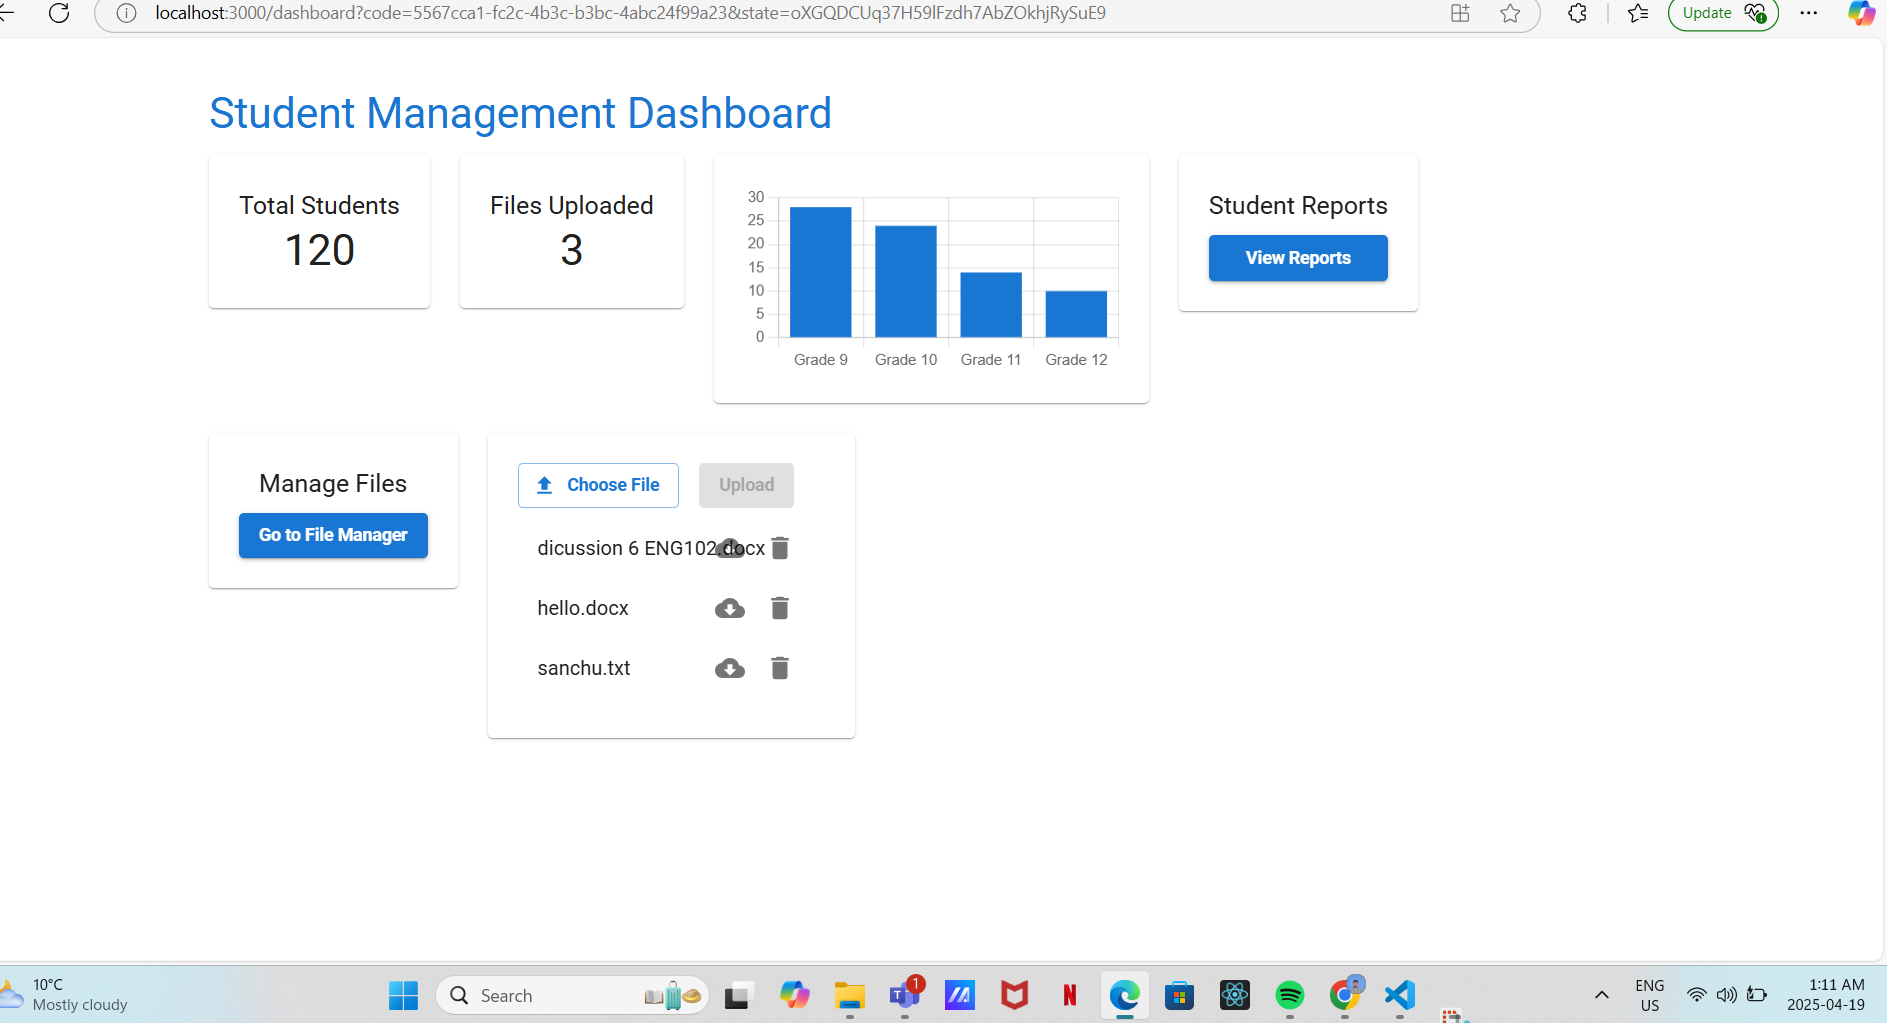 localhost:3000/dashboard?code=5567cca1-fc2c-4b3c-b3bc-4abc24f99a23&state=oXGQDCUq37H59lFzdh7AbZOkhjRySuE9
Update
Student Management Dashboard
Total Students
120
Files Uploaded
3
30
25
20
15
10
5
0
Grade 9 Grade 10 Grade 11 Grade 12
Student Reports
View Reports
Manage Files
Go to File Manager
Choose File Upload
dicussion 6 ENG102.docx
hello.docx
sanchu.txt
10°C
Mostly cloudy
Search
1
N
ENG
US
1:11 AM
2025-04-19